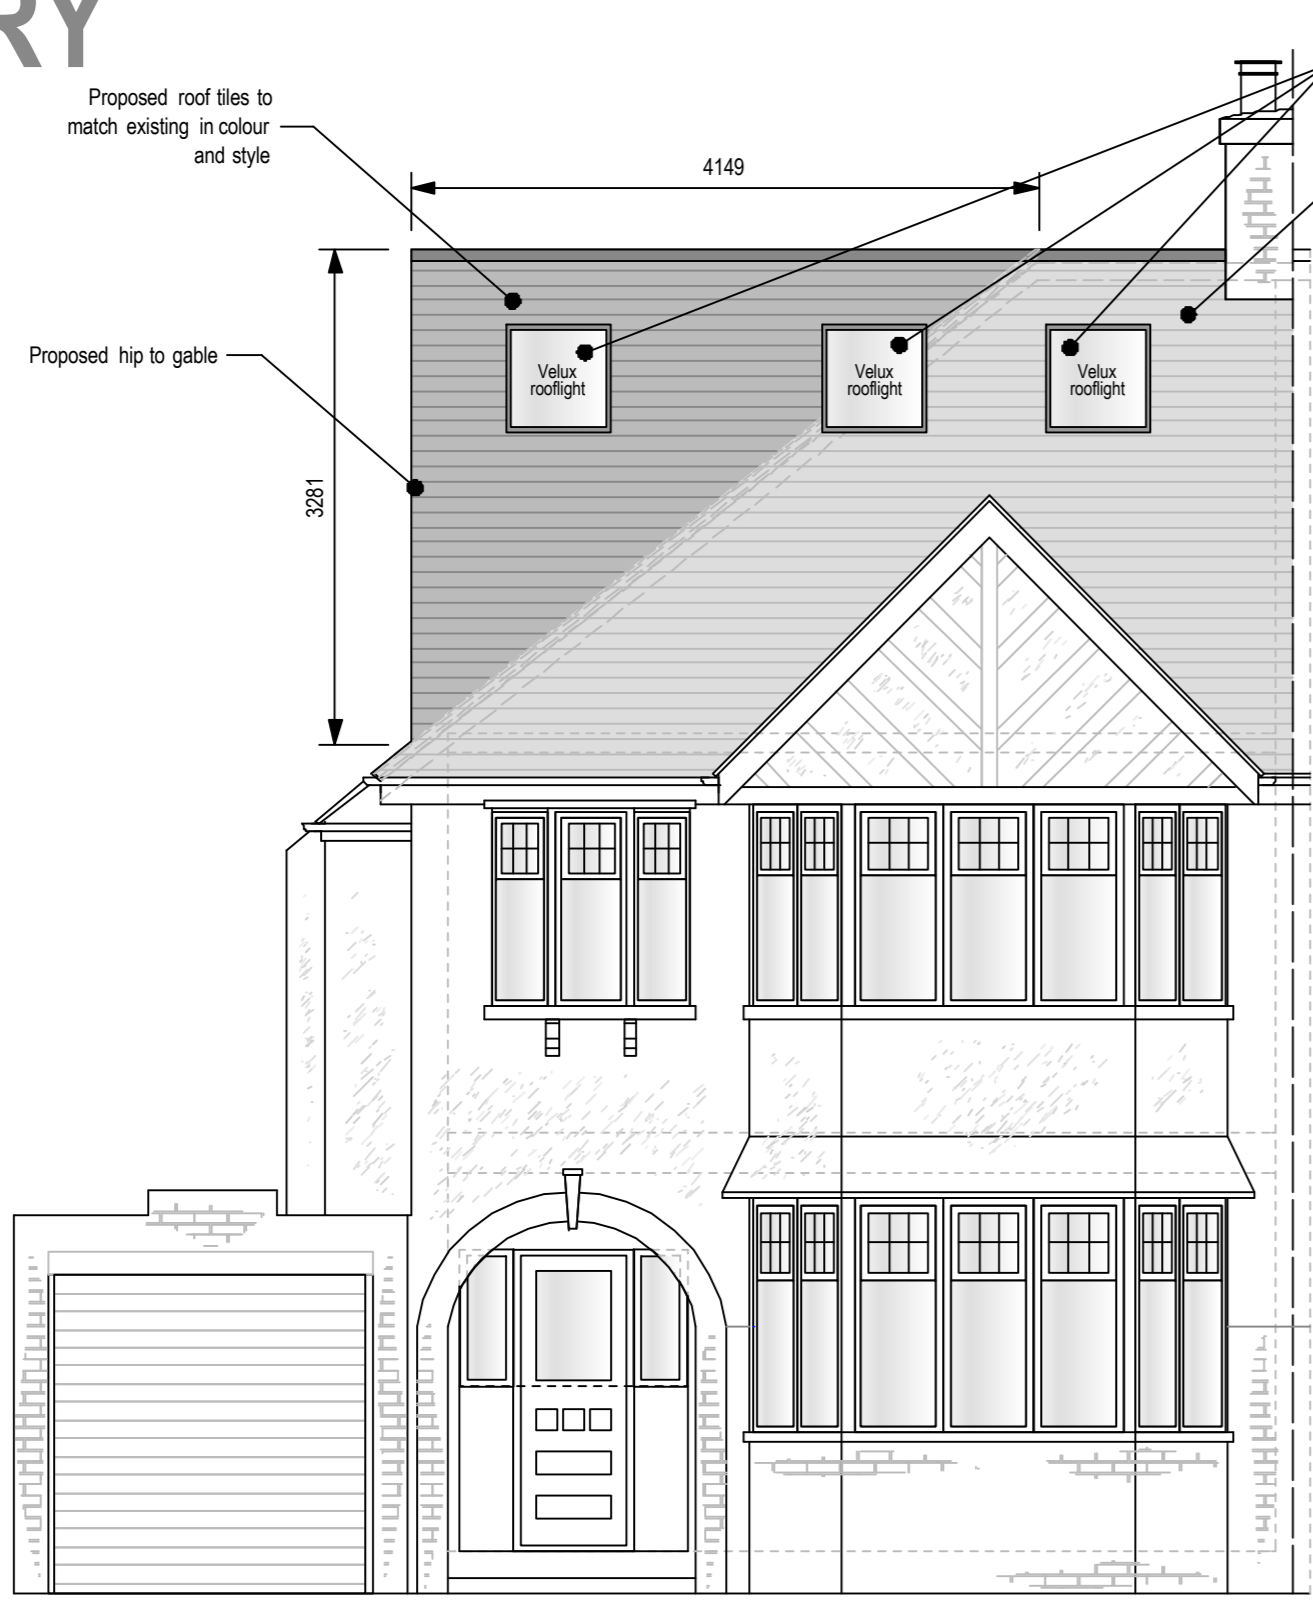 RY
Proposed roof tiles to
match existing in colour
and style
4149
Proposed hip to gable
3281
Velux
rooflight
Velux
rooflight
Velux
rooflight